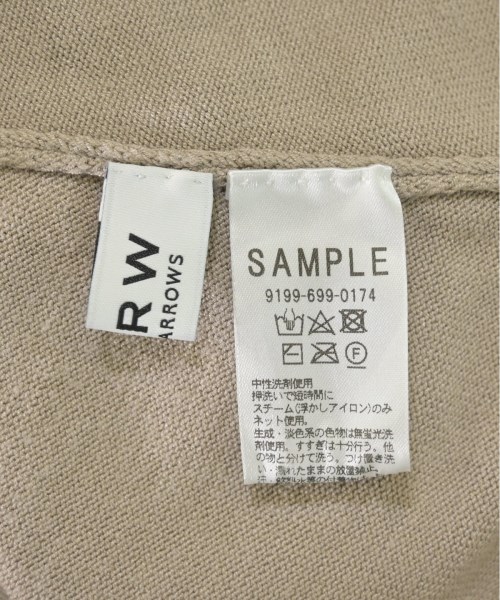 RW
ARROWS
SAMPLE
9199-699-0174
F
中性洗剤使用
押洗いで短時間に
スチーム(浮かしアイロン)のみ
ネット使用。
生成・淡色系の色物は無蛍光洗
剤使用。すすぎは十分行う。他
の物と分けて洗う。つけ置き洗
い・濡れたままの放置禁止。